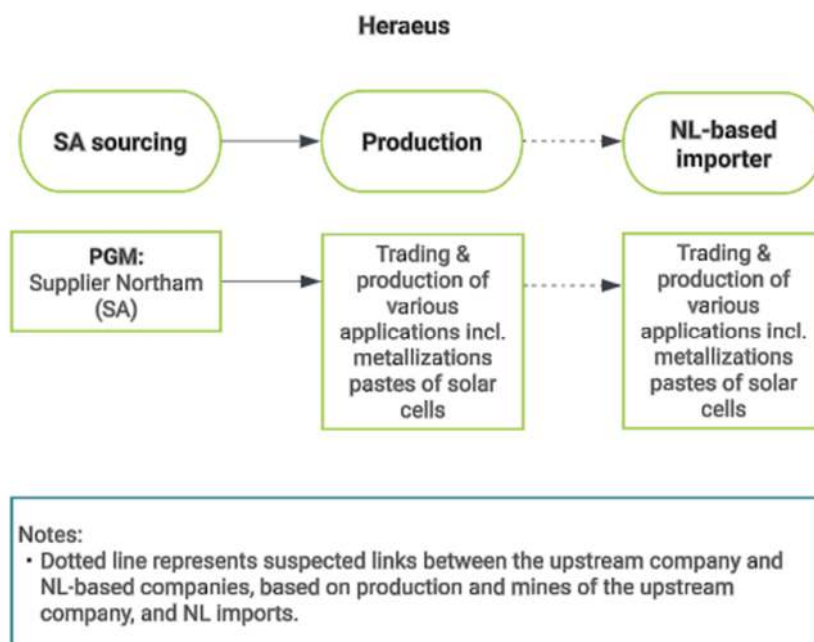 Heraeus
SA sourcing
Production
NL-based
importer
PGM:
Supplier Northam
(SA)
Trading &
production of
various
applications incl.
metallizations
pastes of solar
cells
Trading &
production of
various
applications incl.
metallizations
pastes of solar
cells
Notes:
• Dotted line represents suspected links between the upstream company and
NL-based companies, based on production and mines of the upstream
company, and NL imports.